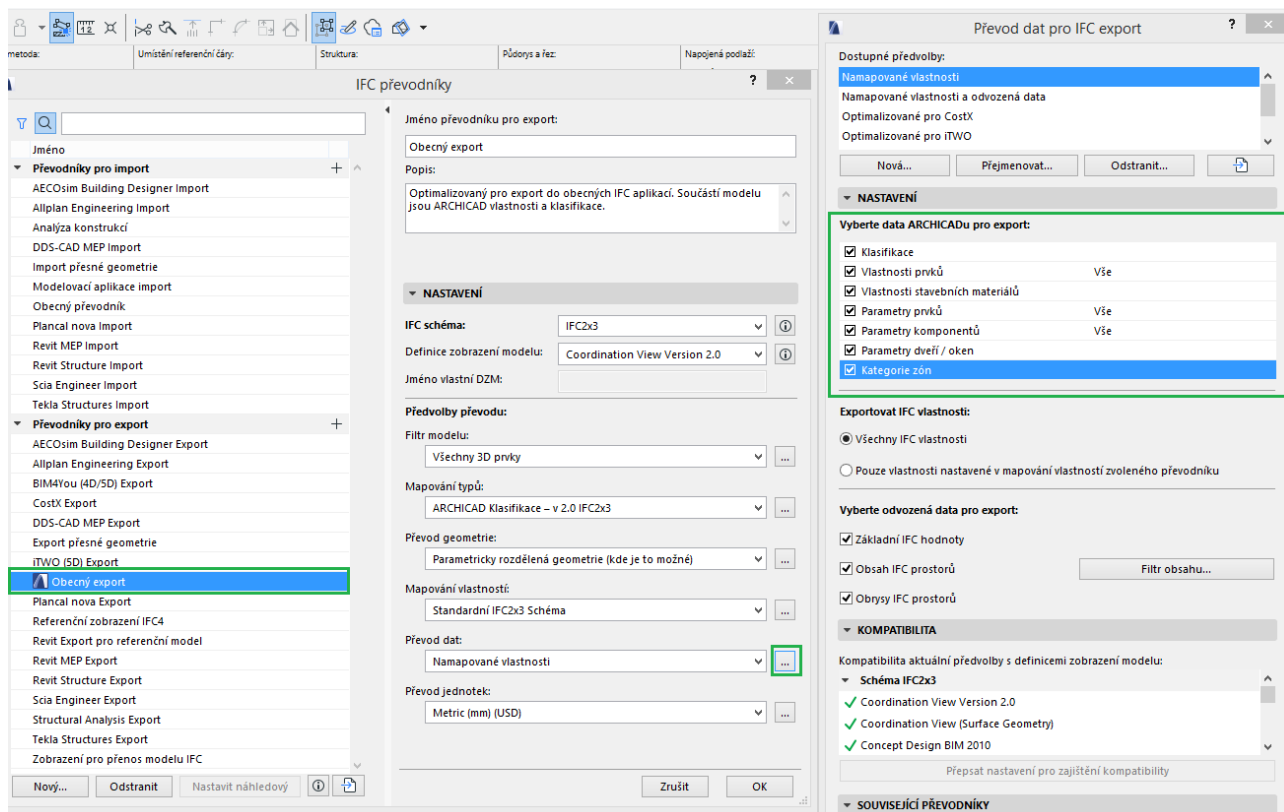 metoda:
Umístění referenční čáry:
Struktura:
Půdorys a řez:
Napojená podlaží:
IFC převodníky
?
Jméno
Převodníky pro import
AECOsim Building Designer Import
Allplan Engineering Import
Analýza konstrukcí
DDS-CAD MEP Import
Import přesné geometrie
Modelovací aplikace import
Obecný převodník
Plancal nova Import
Revit MEP Import
Revit Structure Import
Scia Engineer Import
Tekla Structures Import
Převodníky pro export
AECOsim Building Designer Export
Allplan Engineering Export
BIM4You (4D/5D) Export
CostX Export
DDS-CAD MEP Export
Export přesné geometrie
iTWO (5D) Export
Obecný export
Plancal nova Export
Referenční zobrazení IFC4
Revit Export pro referenční model
Revit MEP Export
Revit Structure Export
Scia Engineer Export
Structural Analysis Export
Tekla Structures Export
Zobrazení pro přenos modelu IFC
Nový...
Odstranit
Nastavit náhledový
Jméno převodníku pro export:
Obecný export
Popis:
Optimalizovaný pro export do obecných IFC aplikací. Součástí modelu
jsou ARCHICAD vlastnosti a klasifikace.
NASTAVENÍ
IFC schéma:
IFC2x3
Definice zobrazení modelu:
Coordination View Version 2.0
Jméno vlastní DZM:
Předvolby převodu:
Filtr modelu:
Všechny 3D prvky
...
Mapování typů:
ARCHICAD Klasifikace – v 2.0 IFC2x3
...
Převod geometrie:
Parametricky rozdělená geometrie (kde je to možné)
...
Mapování vlastností:
Standardní IFC2x3 Schéma
...
Převod dat:
Namapované vlastnosti
...
Převod jednotek:
Metric (mm) (USD)
...
Zrušit
OK
Převod dat pro IFC export
?
Dostupné předvolby:
Namapované vlastnosti
Namapované vlastnosti a odvozená data
Optimalizované pro CostX
Optimalizované pro iTWO
Nová...
Přejmenovat...
Odstranit...
NASTAVENÍ
Vyberte data ARCHICADu pro export:
Klasifikace
Vlastnosti prvků Vše
Vlastnosti stavebních materiálů
Parametry prvků Vše
Parametry komponentů Vše
Parametry dveří / oken
Kategorie zón
Exportovat IFC vlastnosti:
Všechny IFC vlastnosti
Pouze vlastnosti nastavené v mapování vlastností zvoleného převodníku
Vyberte odvozená data pro export:
Základní IFC hodnoty
Obsah IFC prostorů
Filtr obsahu...
Obrysy IFC prostorů
KOMPATIBILITA
Kompatibilita aktuální předvolby s definicemi zobrazení modelu:
Schéma IFC2x3
Coordination View Version 2.0
Coordination View (Surface Geometry)
Concept Design BIM 2010
Přepsat nastavení pro zajištění kompatibility
SOUVISEJÍCÍ PŘEVODNÍKY